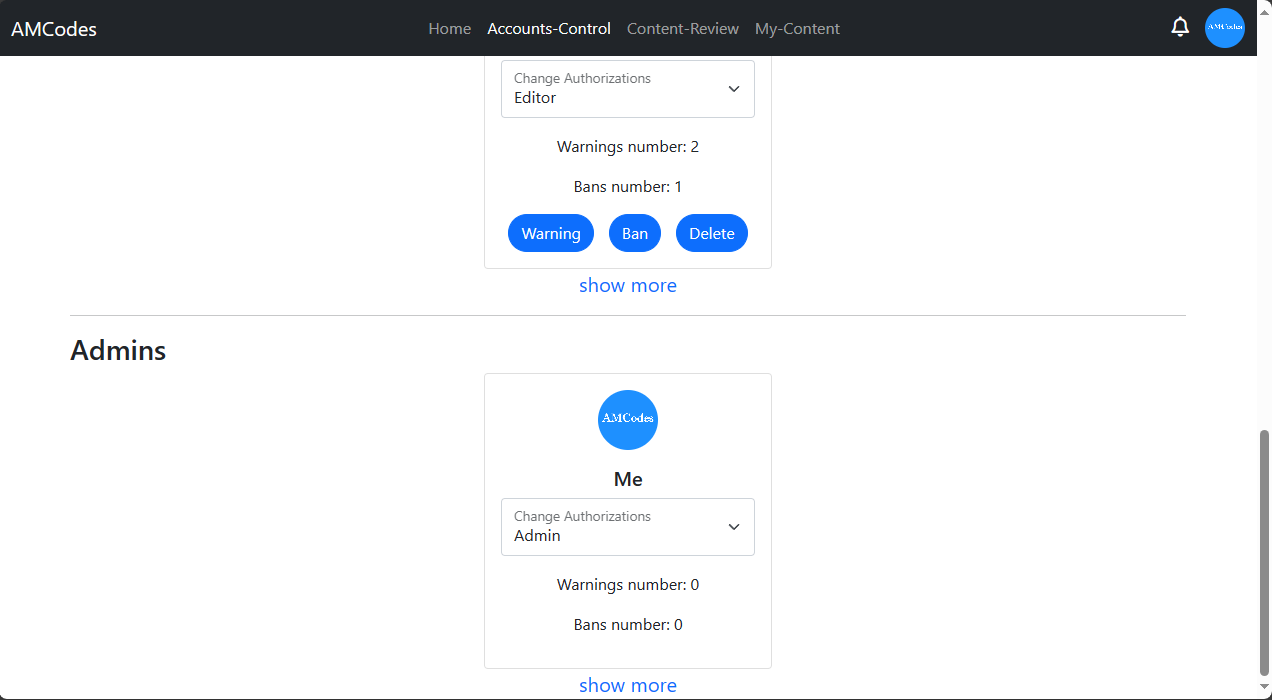 AMCodes
Home Accounts-Control Content-Review My-Content
AMCodes
Change Authorizations
Editor
Warnings number: 2
Bans number: 1
Warning Ban Delete
show more
Admins
AMCodes
Me
Change Authorizations
Admin
Warnings number: 0
Bans number: 0
show more